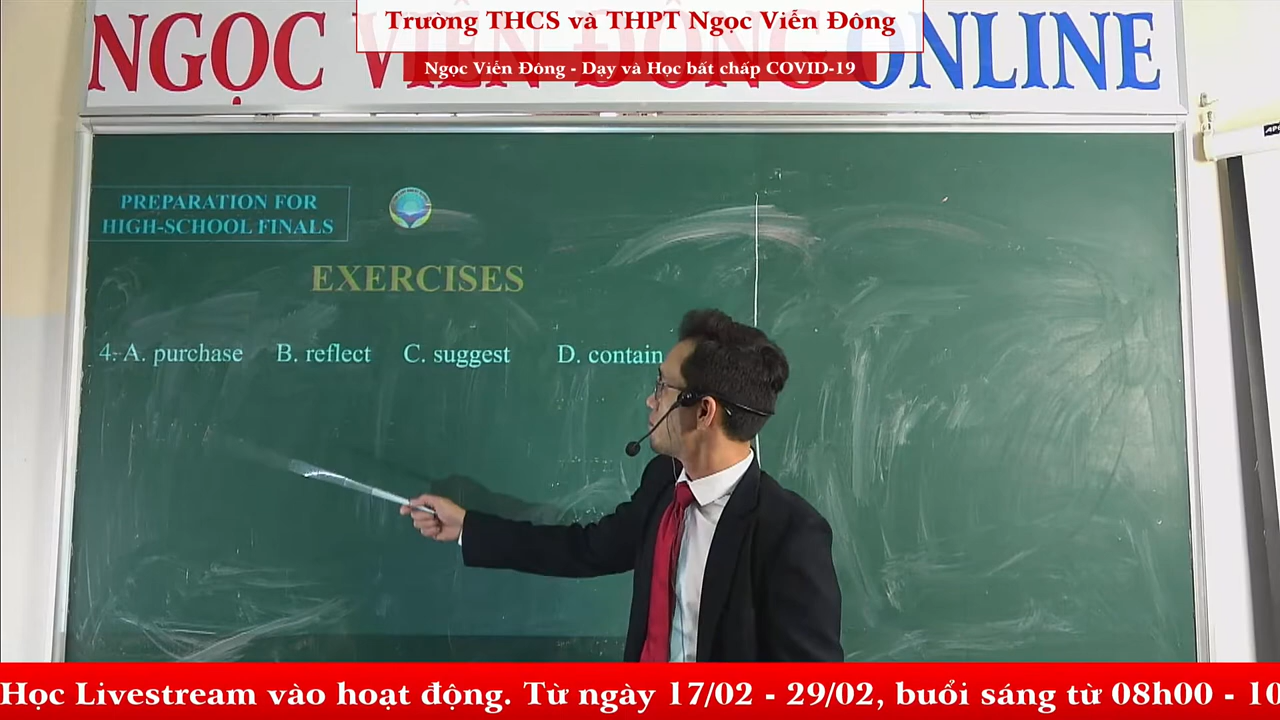 NGỌC VIỄN ĐÔNG ONLINE
Trường THCS và THPT Ngọc Viễn Đông
Ngọc Viễn Đông - Dạy và Học bất chấp COVID-19
PREPARATION FOR
HIGH-SCHOOL FINALS
EXERCISES
4. A. purchase B. reflect C. suggest D. contain
Học Livestream vào hoạt động. Từ ngày 17/02 - 29/02, buổi sáng từ 08h00 - 10